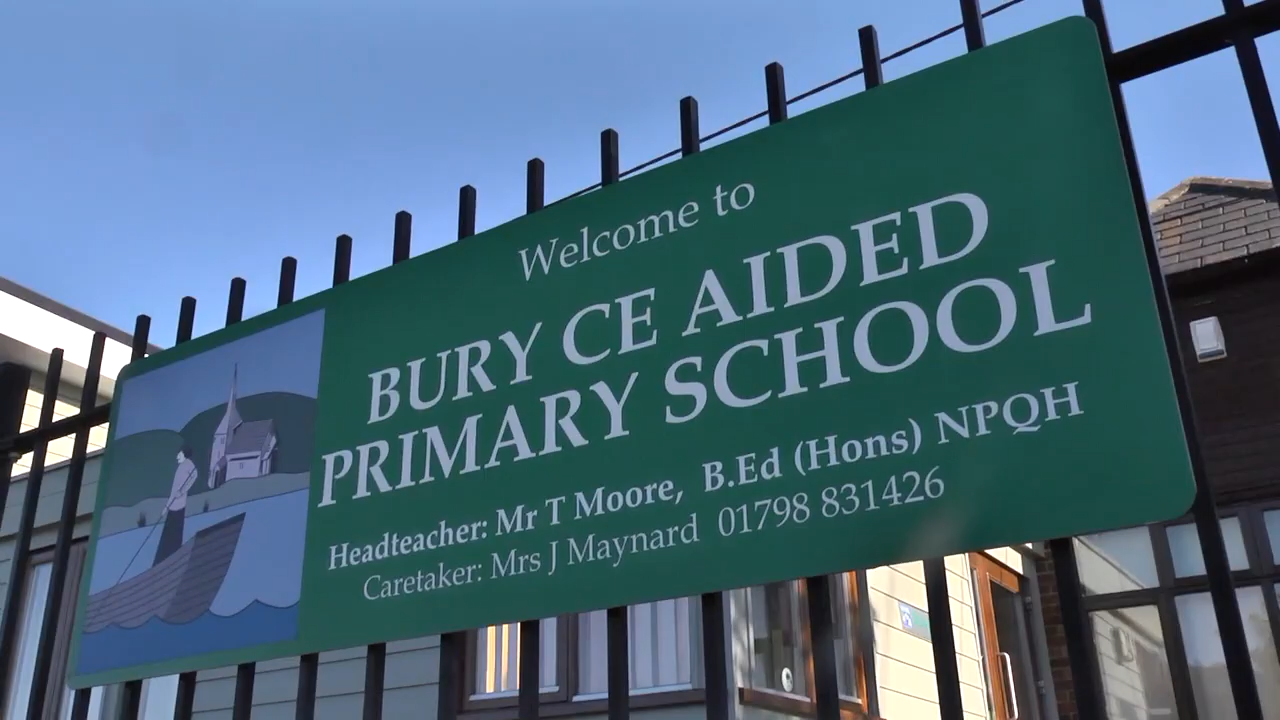 Welcome to
BURY CE AIDED
PRIMARY SCHOOL
Headteacher: Mr T Moore, B.Ed (Hons) NPQH
Caretaker: Mrs J Maynard 01798 831426